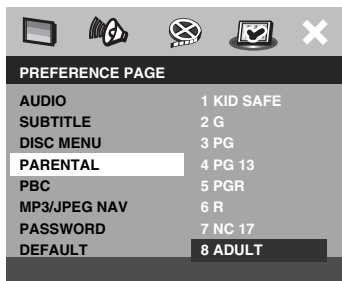 PREFERENCE PAGE
AUDIO 1 KID SAFE
SUBTITLE 2 G
DISC MENU 3 PG
PARENTAL 4 PG 13
PBC 5 PGR
MP3/JPEG NAV 6 R
PASSWORD 7 NC 17
DEFAULT 8 ADULT